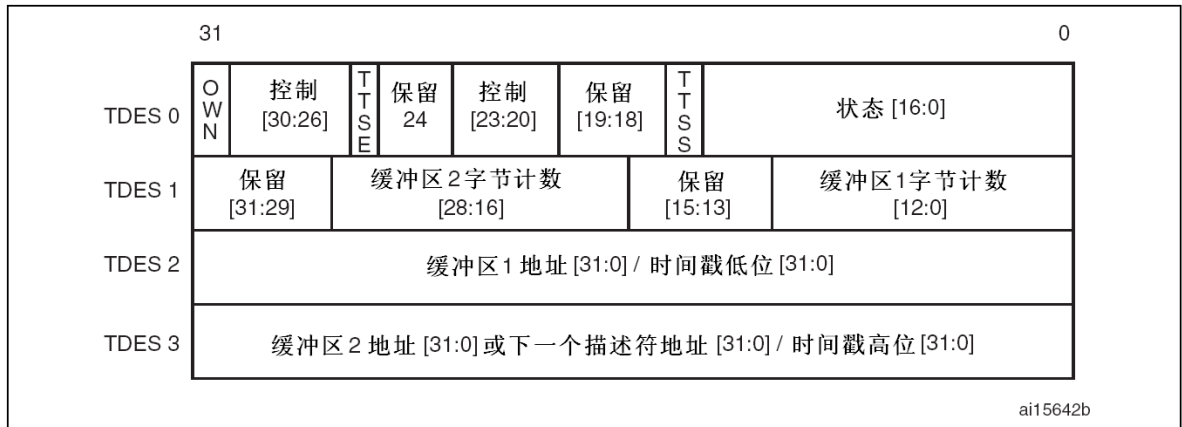 31 0
TDES 0
OWN
控制
[30:26]
TTSE
保留
24
控制
[23:20]
保留
[19:18]
TTSS
状态 [16:0]
TDES 1
保留
[31:29]
缓冲区2字节计数
[28:16]
保留
[15:13]
缓冲区1字节计数
[12:0]
TDES 2
缓冲区1 地址 [31:0] / 时间戳低位 [31:0]
TDES 3
缓冲区 2 地址 [31:0] 或下一个描述符地址 [31:0] / 时间戳高位 [31:0]
ai15642b